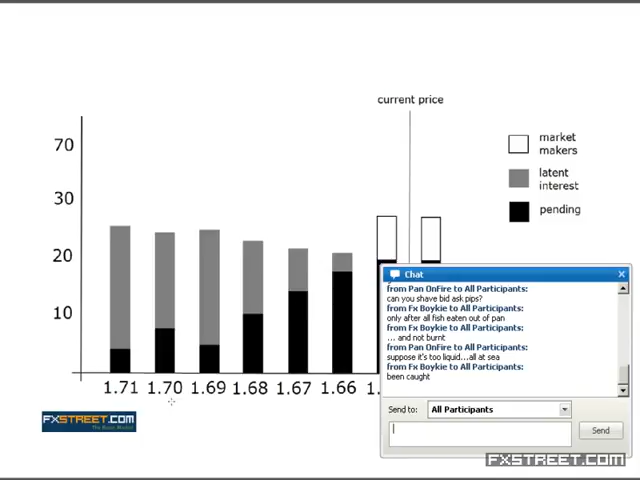 current price
70
30
20
10
market
makers
latent
interest
pending
1.71 1.70 1.69 1.68 1.67 1.66 1.
FXSTREET.COM
Chat
from Pan OnFire to All Participants:
can you shave bid ask pips?
from Fx Boykie to All Participants:
only after all fish eaten out of pan
from Fx Boykie to All Participants:
... and not burnt
from Pan OnFire to All Participants:
suppose it's too liquid...all at sea
from Fx Boykie to All Participants:
been caught
Send to: All Participants
Send
FXSTREET.COM